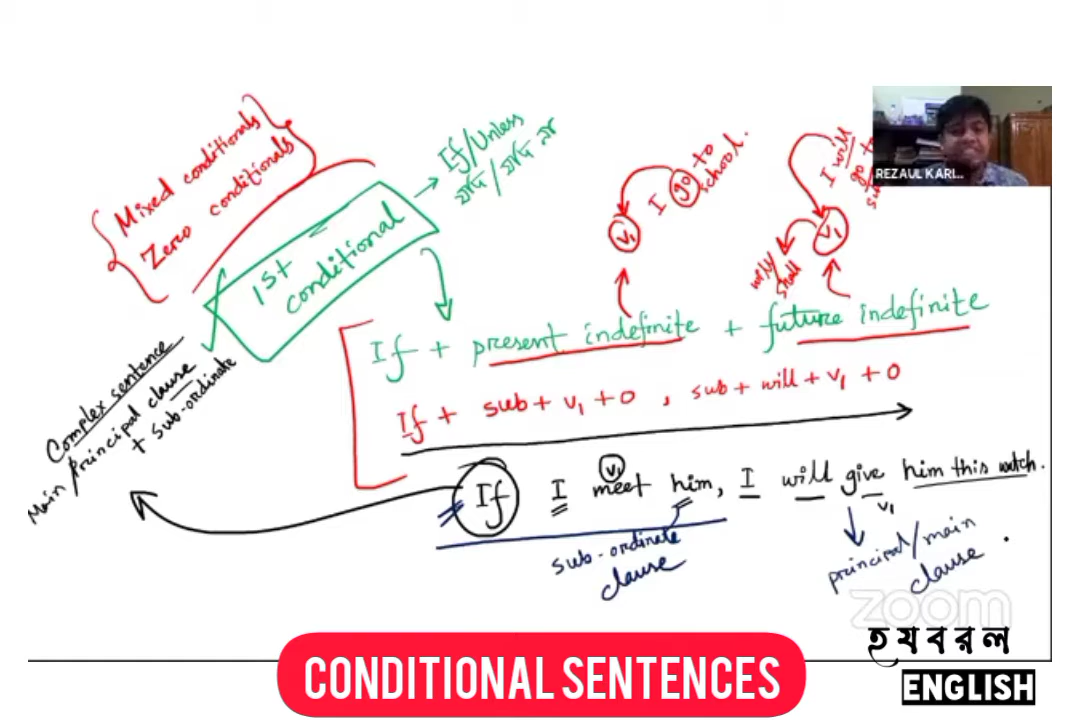 Mixed conditionals
Zero conditionals
1st conditional
If/Unless
যদি/যদি না
I go to school.
V₁
I will go to
V₁
will/shall
Complex sentence
Main/principal clause
+ sub-ordinate
If + present indefinite + future indefinite
If + sub + v₁ + o , sub + will + v₁ + o
V₁
If I meet him, I will give him this watch.
V₁
sub-ordinate clause
principal/main clause
REZAUL KARI...
zoom
হযবরল
ENGLISH
CONDITIONAL SENTENCES